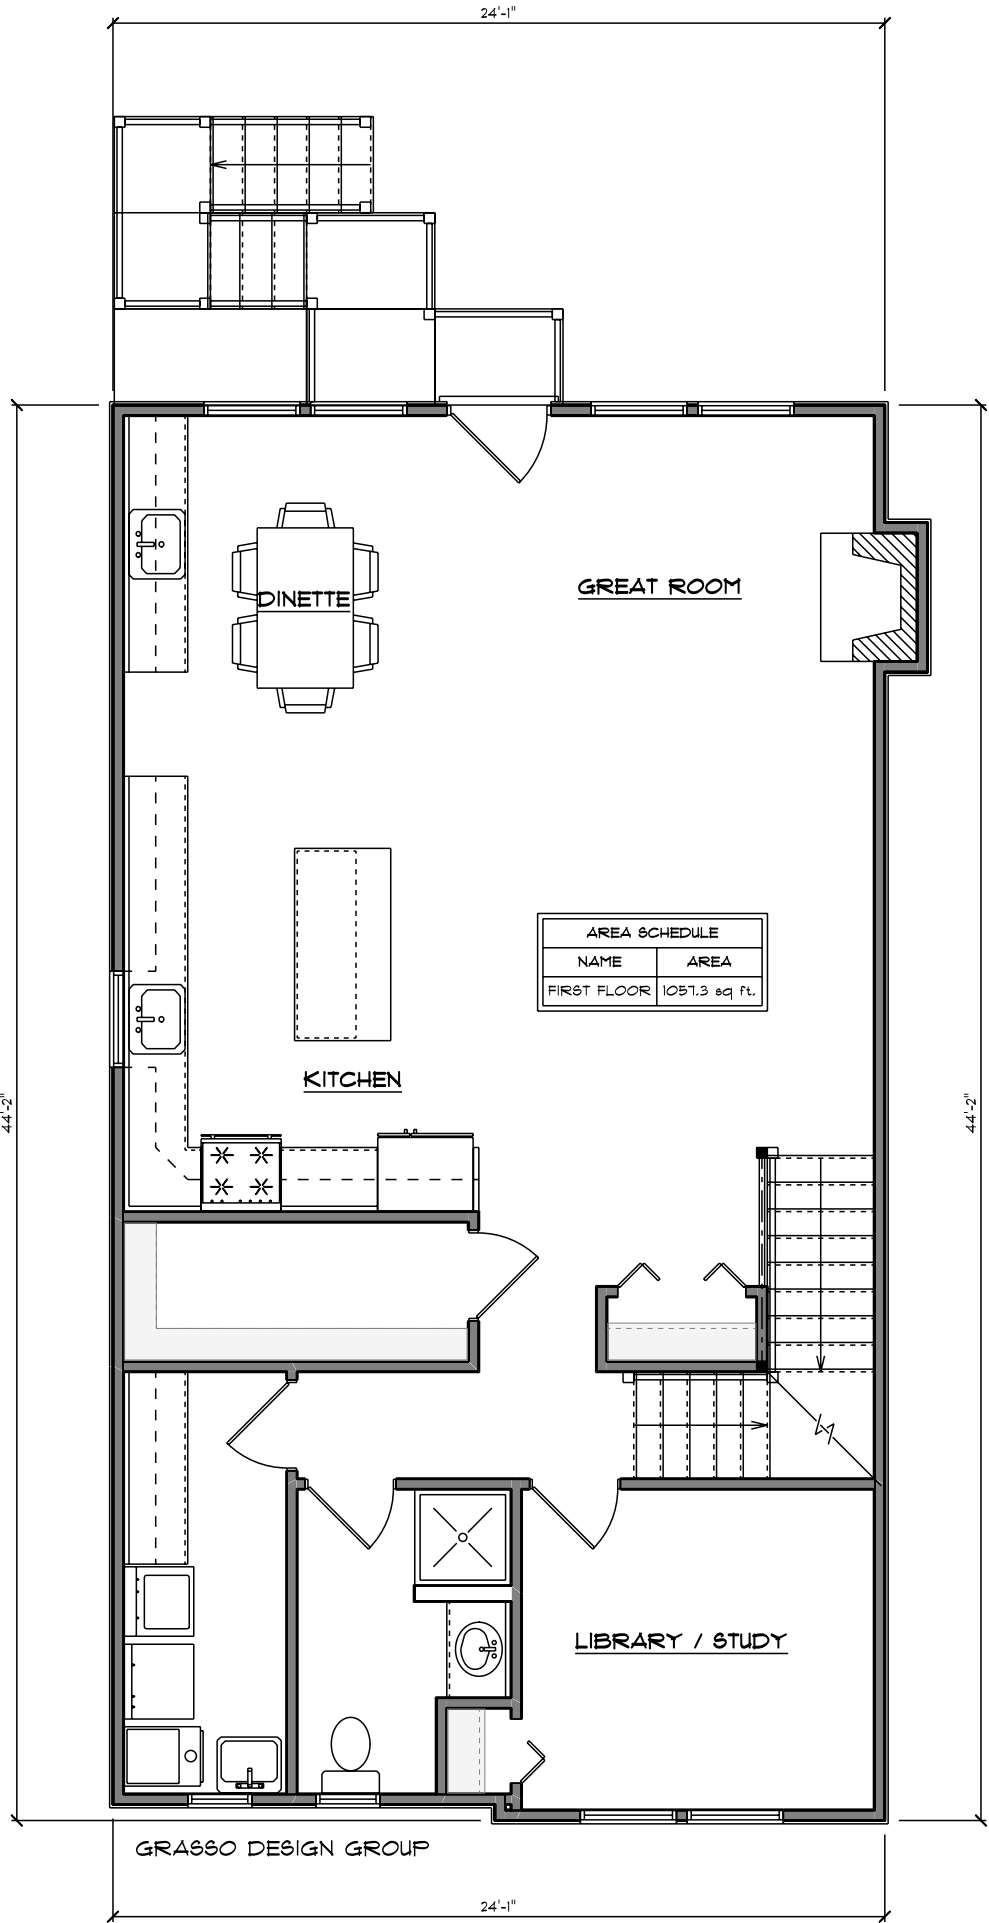 24'-1"
GREAT ROOM
DINETTE
AREA SCHEDULE
NAME AREA
FIRST FLOOR 1057.3 sq ft.
KITCHEN
44'-2"
44'-2"
LIBRARY / STUDY
GRASSO DESIGN GROUP
24'-1"